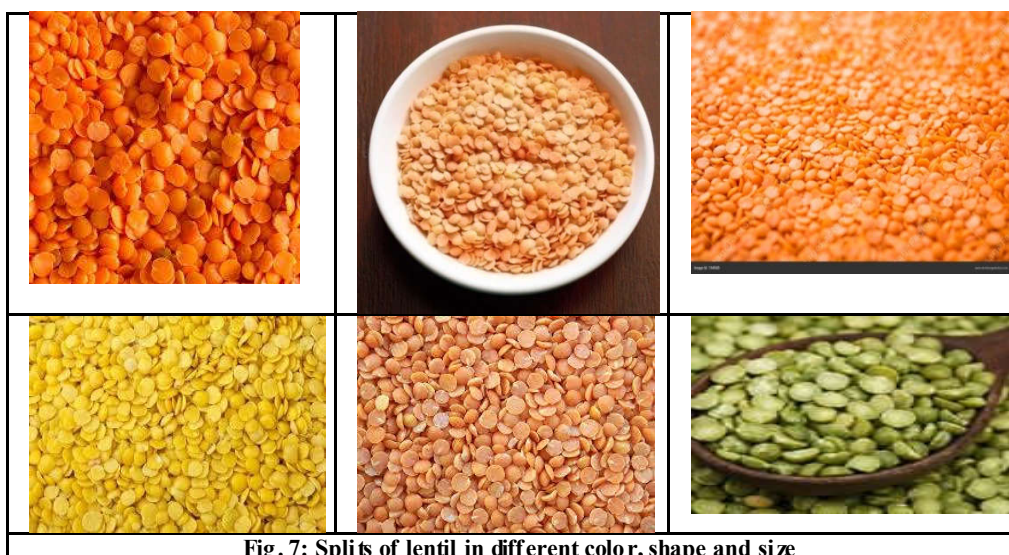 Fig. 7: Splits of lentil in different color, shape and size